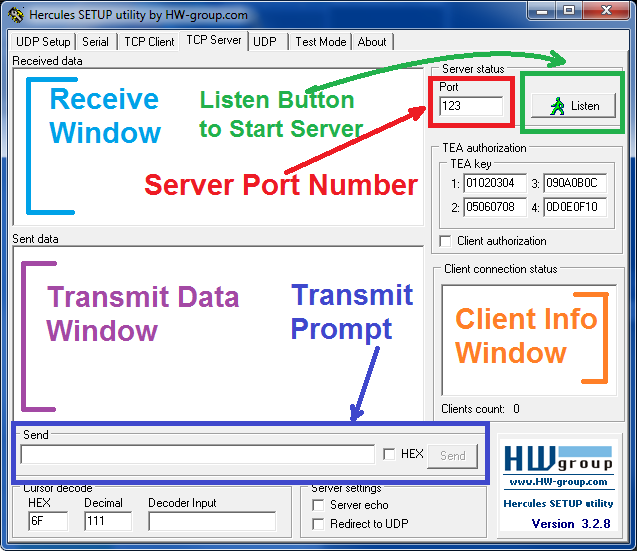 Hercules SETUP utility by HW-group.com
UDP Setup Serial TCP Client TCP Server UDP Test Mode About
Received data
Receive
Window
Listen Button
to Start Server
Server Port Number
Server status
Port
123
Listen
TEA authorization
TEA key
1: 01020304 3: 090A0B0C
2: 05060708 4: 0D0E0F10
Client authorization
Sent data
Transmit Data
Window
Transmit
Prompt
Client connection status
Client Info
Window
Clients count: 0
Send
HEX Send
Cursor decode
HEX Decimal Decoder Input
6F 111
Server settings
Server echo
Redirect to UDP
HWgroup
www.HW-group.com
Hercules SETUP utility
Version 3.2.8